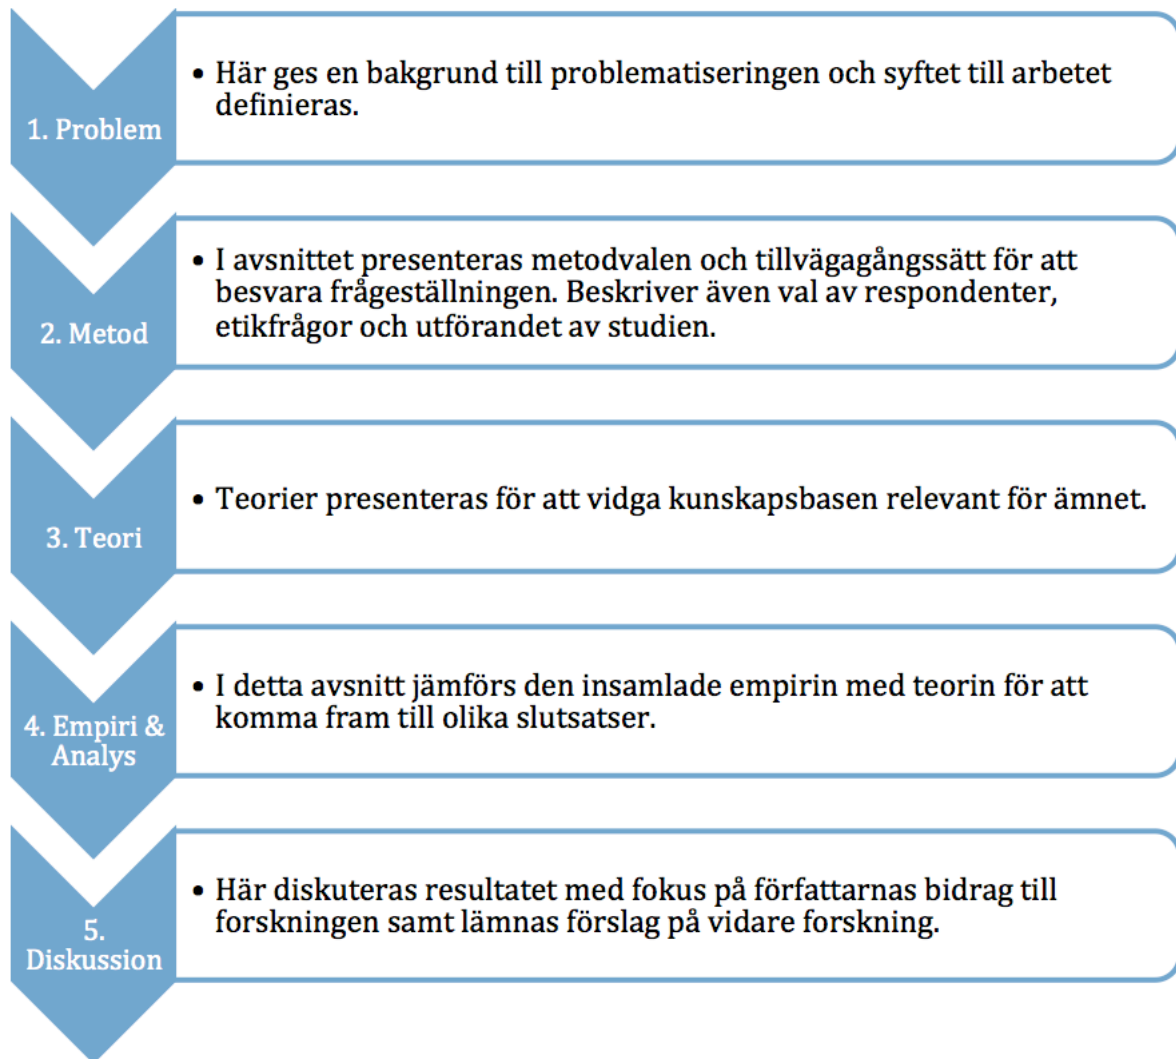 1. Problem
• Här ges en bakgrund till problematiseringen och syftet till arbetet
definieras.
2. Metod
• I avsnittet presenteras metodvalen och tillvägagångssätt för att
besvara frågeställningen. Beskriver även val av respondenter,
etikfrågor och utförandet av studien.
3. Teori
• Teorier presenteras för att vidga kunskapsbasen relevant för ämnet.
4. Empiri &
Analys
• I detta avsnitt jämförs den insamlade empirin med teorin för att
komma fram till olika slutsatser.
5.
Diskussion
• Här diskuteras resultatet med fokus på författarnas bidrag till
forskningen samt lämnas förslag på vidare forskning.